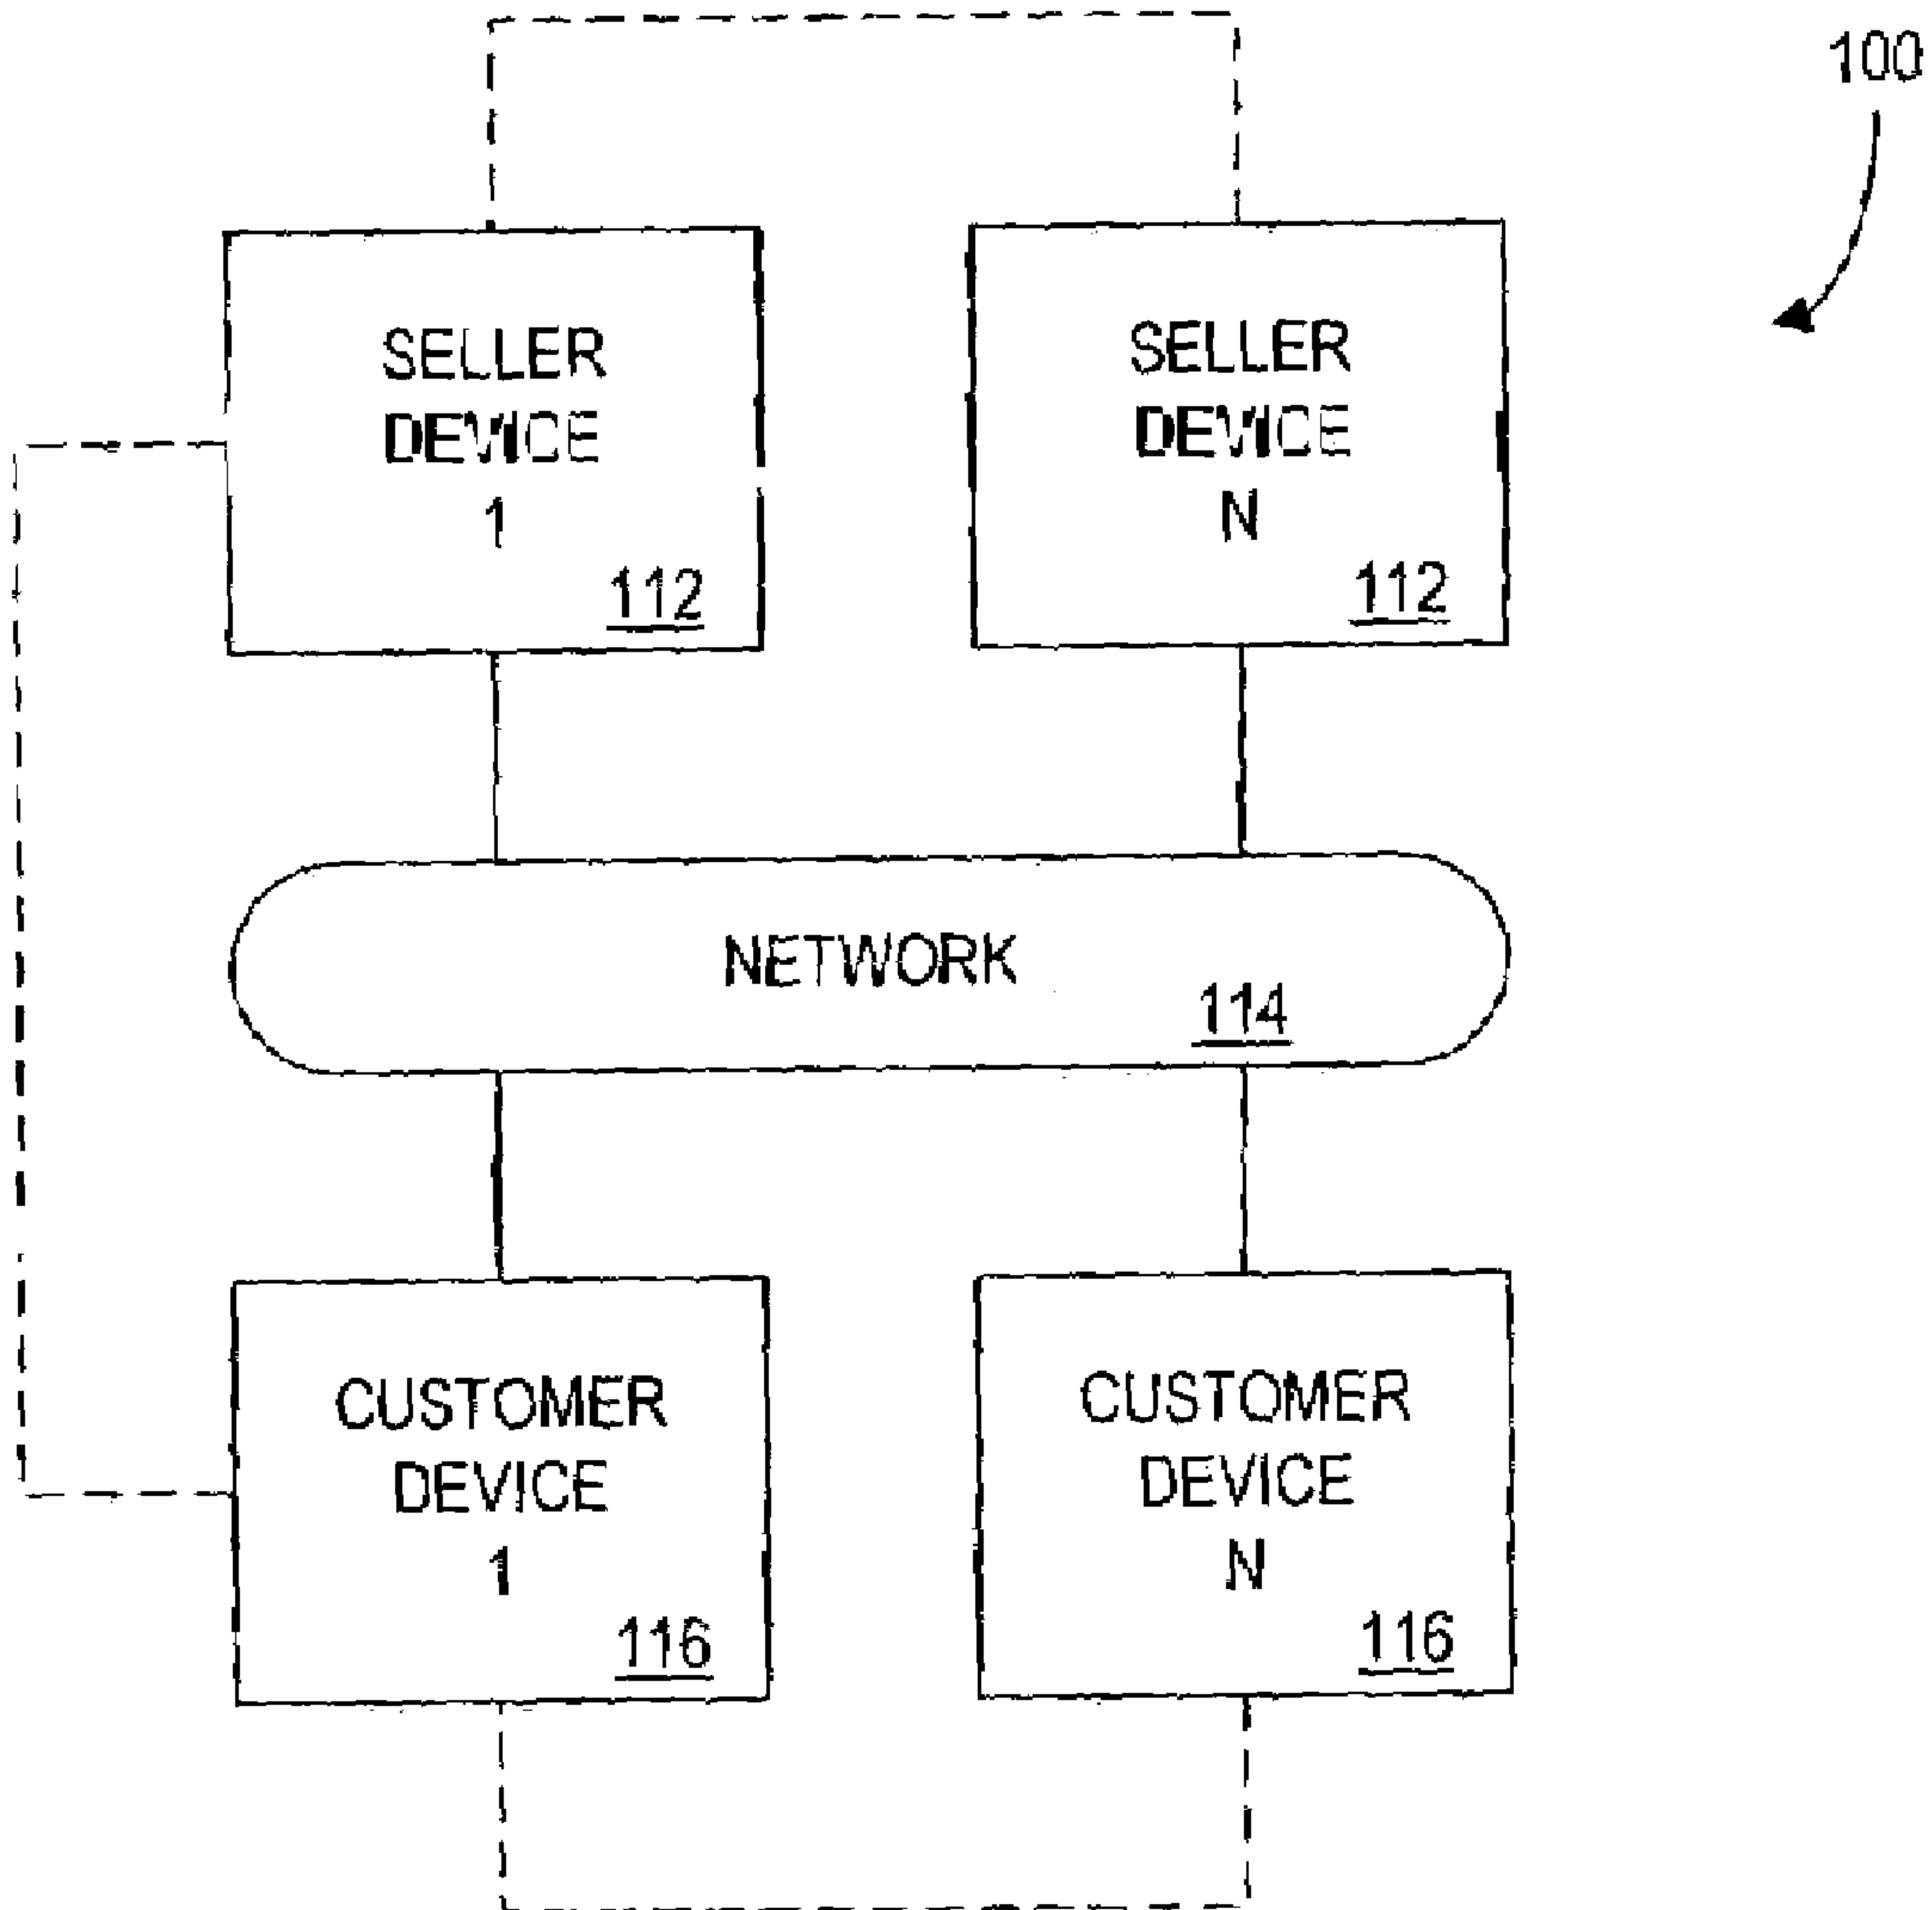 100
SELLER
DEVICE
1
112
SELLER
DEVICE
N
112
NETWORK
114
CUSTOMER
DEVICE
1
116
CUSTOMER
DEVICE
N
116